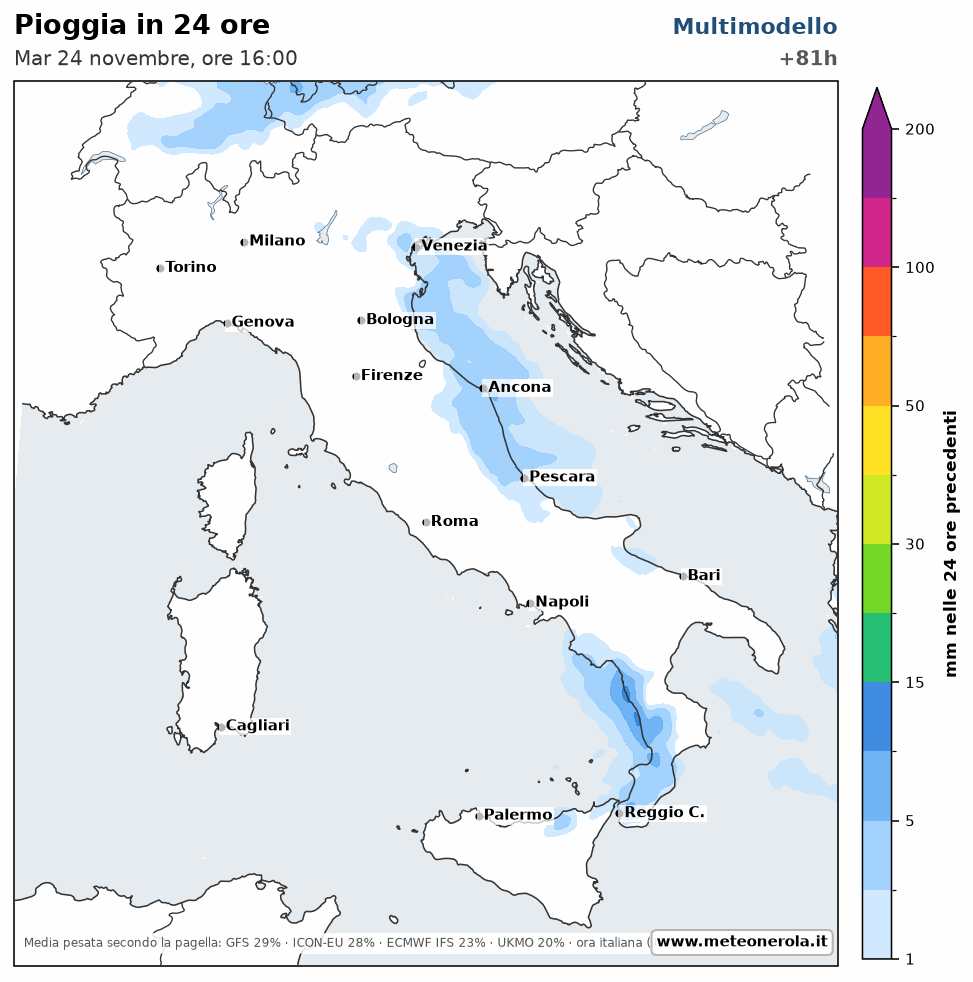 Pioggia in 24 ore
Multimodello
Mar 24 novembre, ore 16:00
+81h
200
100
50
30
15
5
1
mm nelle 24 ore precedenti
Milano
Venezia
Torino
Genova
Bologna
Firenze
Ancona
Pescara
Roma
Bari
Napoli
Cagliari
Palermo
Reggio C.
Media pesata secondo la pagella: GFS 29% · ICON-EU 28% · ECMWF IFS 23% · UKMO 20% · ora italiana (
www.meteonerola.it